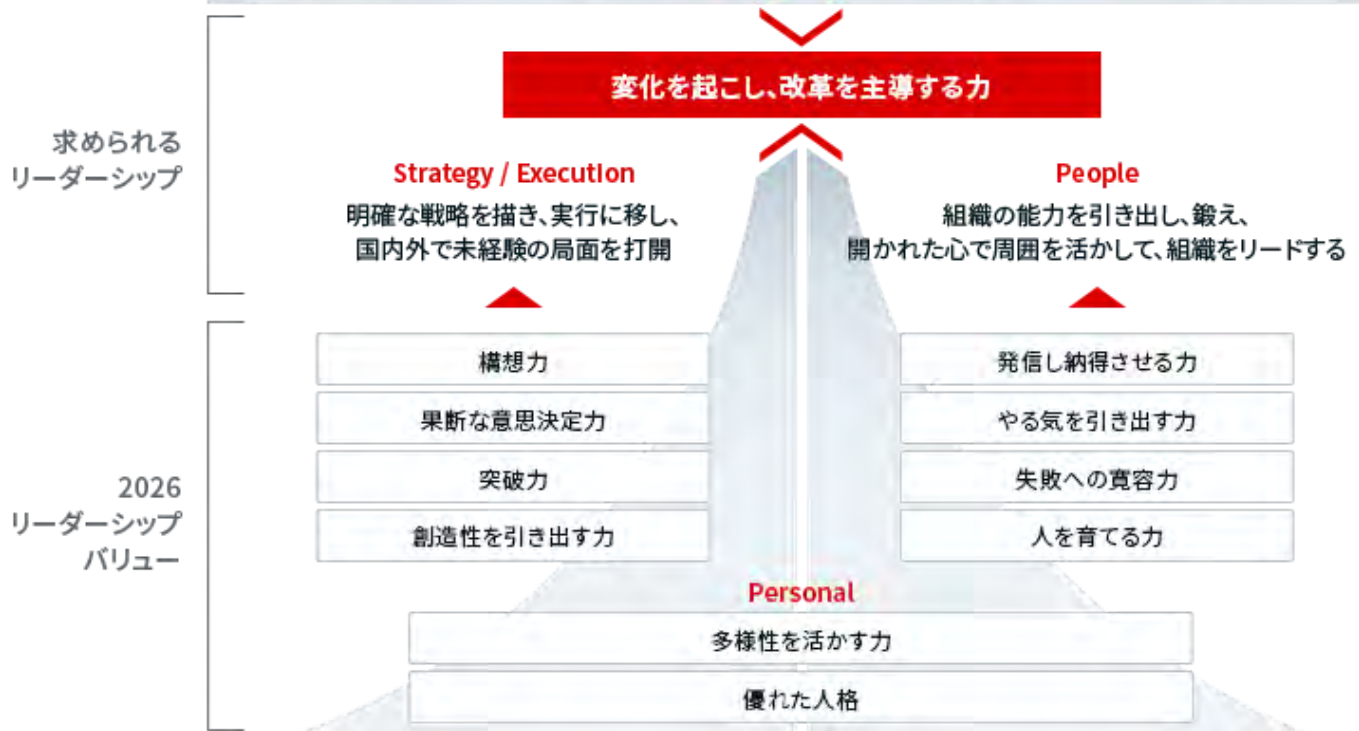 変化を起こし、改革を主導する力
求められる
リーダーシップ
Strategy / Execution
明確な戦略を描き、実行に移し、
国内外で未経験の局面を打開
People
組織の能力を引き出し、鍛え、
開かれた心で周囲を活かして、組織をリードする
2026
リーダーシップ
バリュー
構想力
果断な意思決定力
突破力
創造性を引き出す力
発信し納得させる力
やる気を引き出す力
失敗への寛容力
人を育てる力
Personal
多様性を活かす力
優れた人格